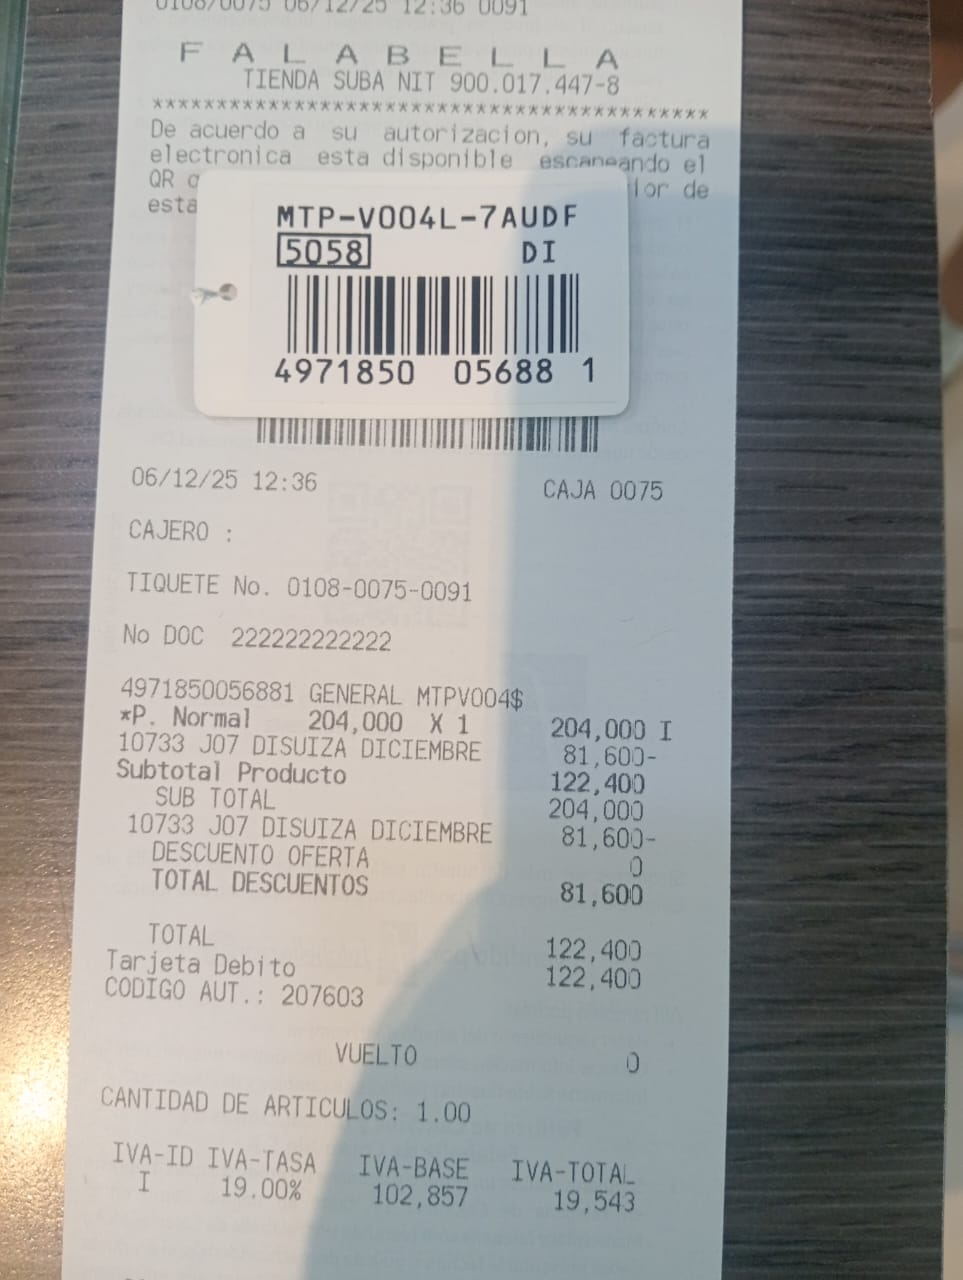 0108/0075 06/12/25 12:36 0091
F A L A B E L L A
TIENDA SUBA NIT 900.017.447-8
********************************************
De acuerdo a su autorizacion, su factura
electronica esta disponible escaneando el
QR
de
MTP-V004L-7AUDF
5058 DI
4971850 05688 1
06/12/25 12:36 CAJA 0075
CAJERO :
TIQUETE No. 0108-0075-0091
No DOC 222222222222
4971850056881 GENERAL MTPV004$
*P. Normal 204,000 X 1 204,000 I
10733 J07 DISUIZA DICIEMBRE 81,600-
Subtotal Producto 122,400
SUB TOTAL 204,000
10733 J07 DISUIZA DICIEMBRE 81,600-
DESCUENTO OFERTA 0
TOTAL DESCUENTOS 81,600
TOTAL 122,400
Tarjeta Debito 122,400
CODIGO AUT.: 207603
VUELTO 0
CANTIDAD DE ARTICULOS: 1.00
IVA-ID IVA-TASA IVA-BASE IVA-TOTAL
I 19.00% 102,857 19,543